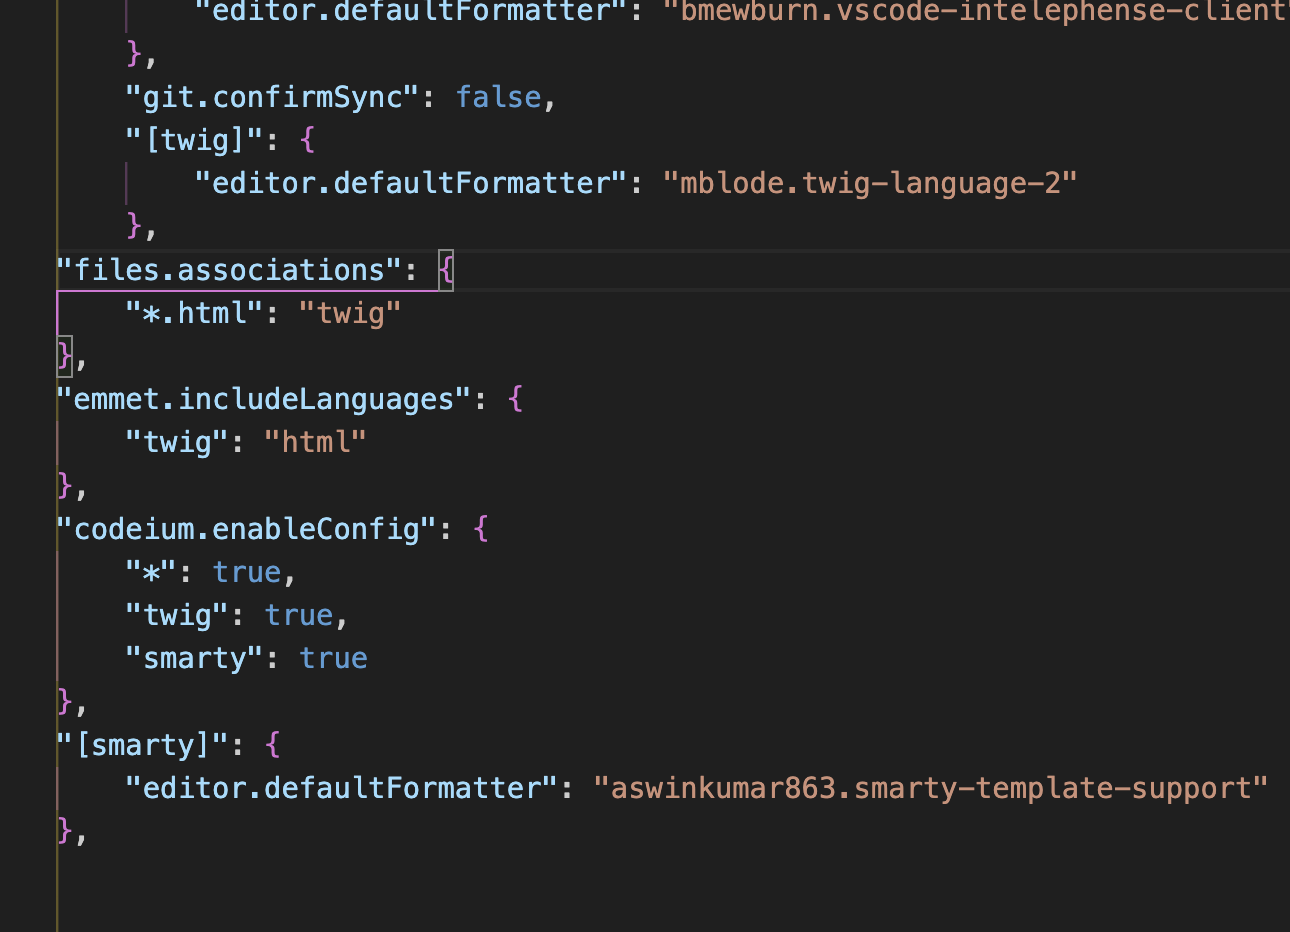 "editor.defaultFormatter": "bmewburn.vscode-intelephense-client"
},
"git.confirmSync": false,
"[twig]": {
"editor.defaultFormatter": "mblode.twig-language-2"
},
"files.associations": {
"*.html": "twig"
},
"emmet.includeLanguages": {
"twig": "html"
},
"codeium.enableConfig": {
"*": true,
"twig": true,
"smarty": true
},
"[smarty]": {
"editor.defaultFormatter": "aswinkumar863.smarty-template-support"
},